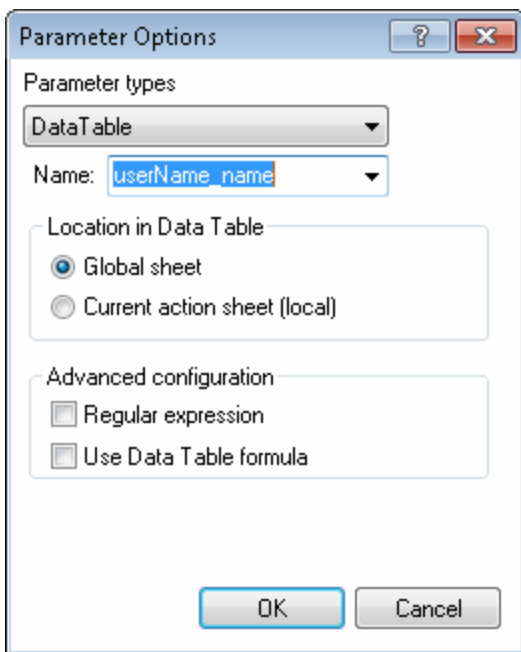 Parameter Options
Parameter types
DataTable
Name: userName_name
Location in Data Table
Global sheet
Current action sheet (local)
Advanced configuration
Regular expression
Use Data Table formula
OK Cancel